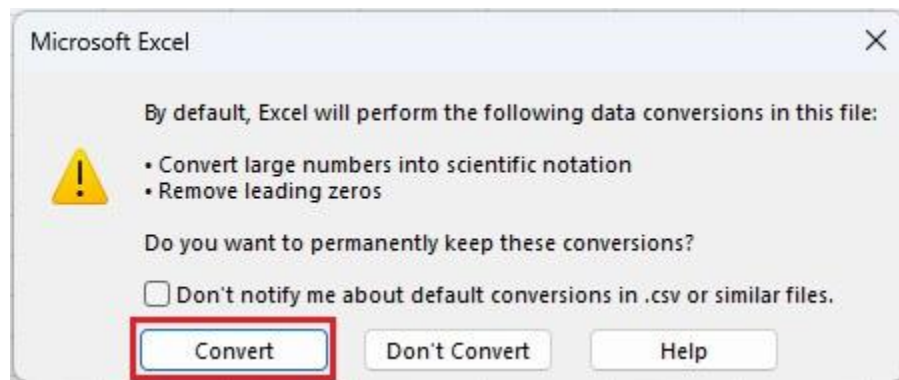 Microsoft Excel
By default, Excel will perform the following data conversions in this file:
• Convert large numbers into scientific notation
• Remove leading zeros
Do you want to permanently keep these conversions?
Don't notify me about default conversions in .csv or similar files.
Convert Don't Convert Help